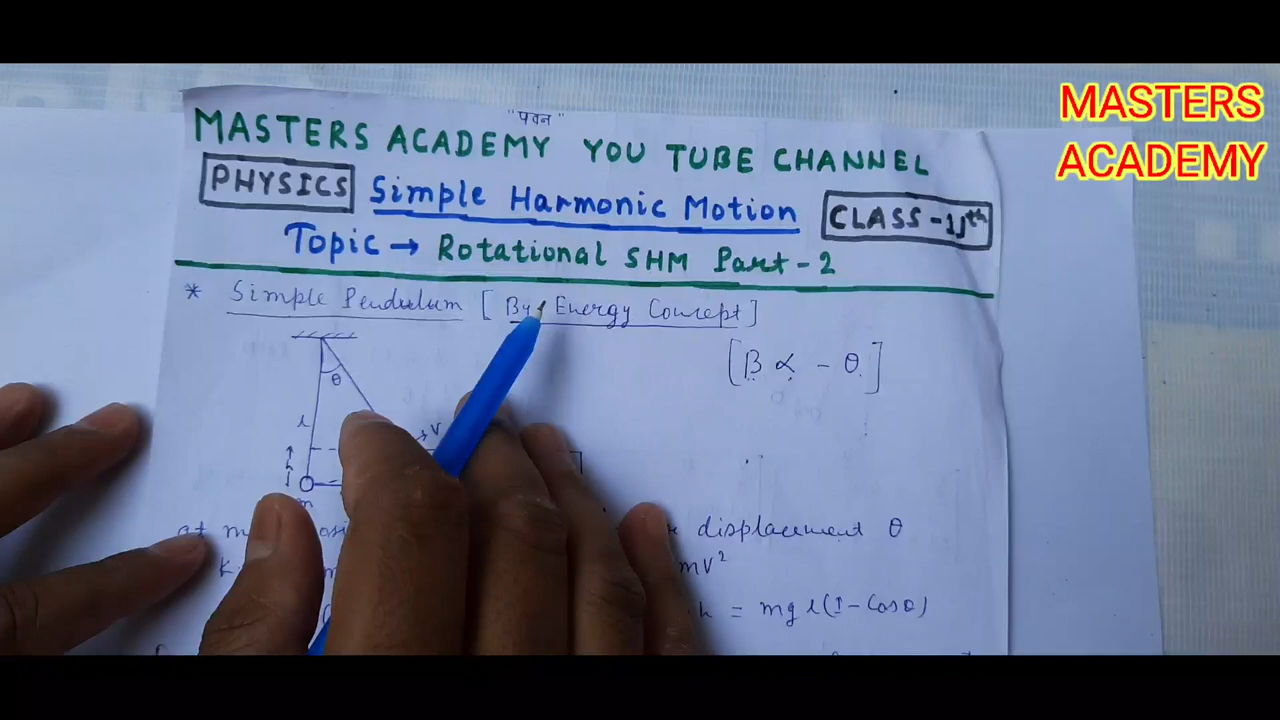 MASTERS
ACADEMY
"पवन"
MASTERS ACADEMY YOU TUBE CHANNEL
PHYSICS Simple Harmonic Motion CLASS-11th
Topic → Rotational SHM Part-2
* Simple Pendulum [ By Energy Concept ]
[ β α - θ ]
θ
l
V
h
m
at displacement θ
K. mV²
h = mgl(1-Cosθ)